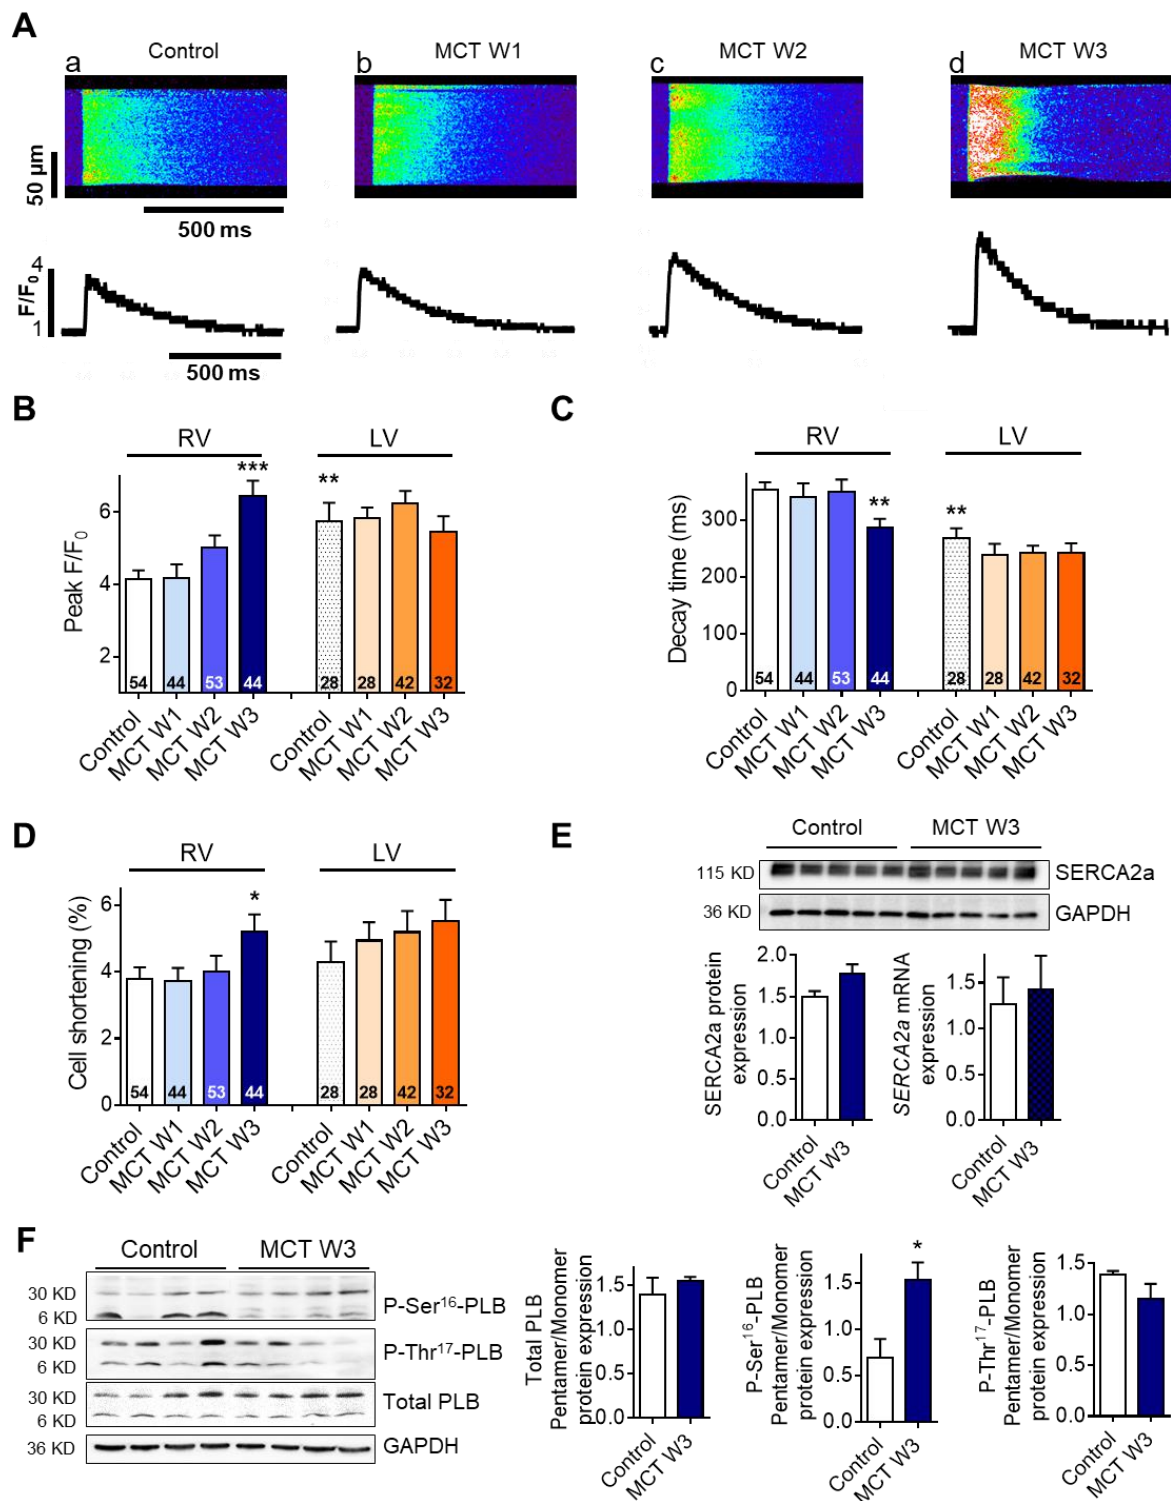 A
Control
MCT W1
MCT W2
MCT W3
a
b
c
d
50 µm
500 ms
F/F0
4
1
500 ms
B
RV
LV
Peak F/F0
6
4
2
***
**
54
44
53
44
28
28
42
32
Control
MCT W1
MCT W2
MCT W3
Control
MCT W1
MCT W2
MCT W3
C
RV
LV
Decay time (ms)
300
200
100
0
**
**
54
44
53
44
28
28
42
32
Control
MCT W1
MCT W2
MCT W3
Control
MCT W1
MCT W2
MCT W3
D
RV
LV
Cell shortening (%)
6
4
2
0
*
54
44
53
44
28
28
42
32
Control
MCT W1
MCT W2
MCT W3
Control
MCT W1
MCT W2
MCT W3
E
Control
MCT W3
115 KD
SERCA2a
36 KD
GAPDH
SERCA2a protein
expression
2.0
1.5
1.0
0.5
0.0
Control
MCT W3
SERCA2a mRNA
expression
1.5
1.0
0.5
0.0
Control
MCT W3
F
Control
MCT W3
30 KD
6 KD
P-Ser16-PLB
30 KD
6 KD
P-Thr17-PLB
30 KD
6 KD
Total PLB
36 KD
GAPDH
Total PLB
Pentamer/Monomer
protein expression
1.5
1.0
0.5
0.0
Control
MCT W3
P-Ser16-PLB
Pentamer/Monomer
protein expression
1.5
1.0
0.5
0.0
*
Control
MCT W3
P-Thr17-PLB
Pentamer/Monomer
protein expression
1.5
1.0
0.5
0.0
Control
MCT W3